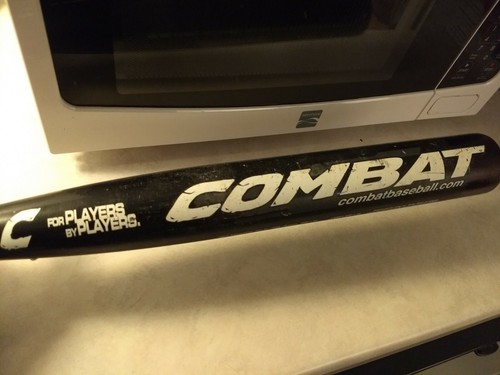 C
FOR PLAYERS
BY PLAYERS.
COMBAT
combatbaseball.com